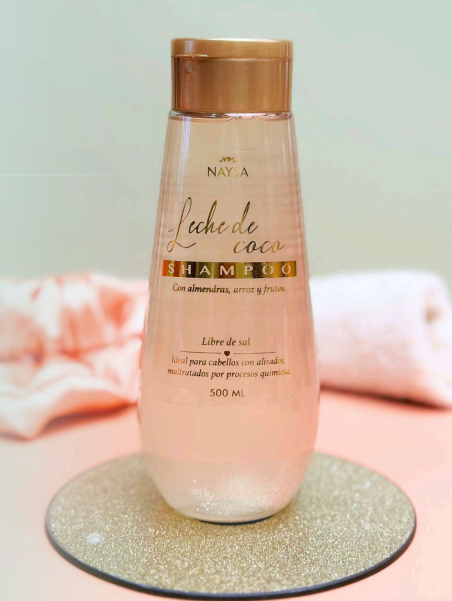 NAYSA
Leche de
coco
SHAMPOO
Con almendras, arroz y frutas.
Libre de sal
Ideal para cabellos con alisados,
maltratados por procesos químicos.
500 ML